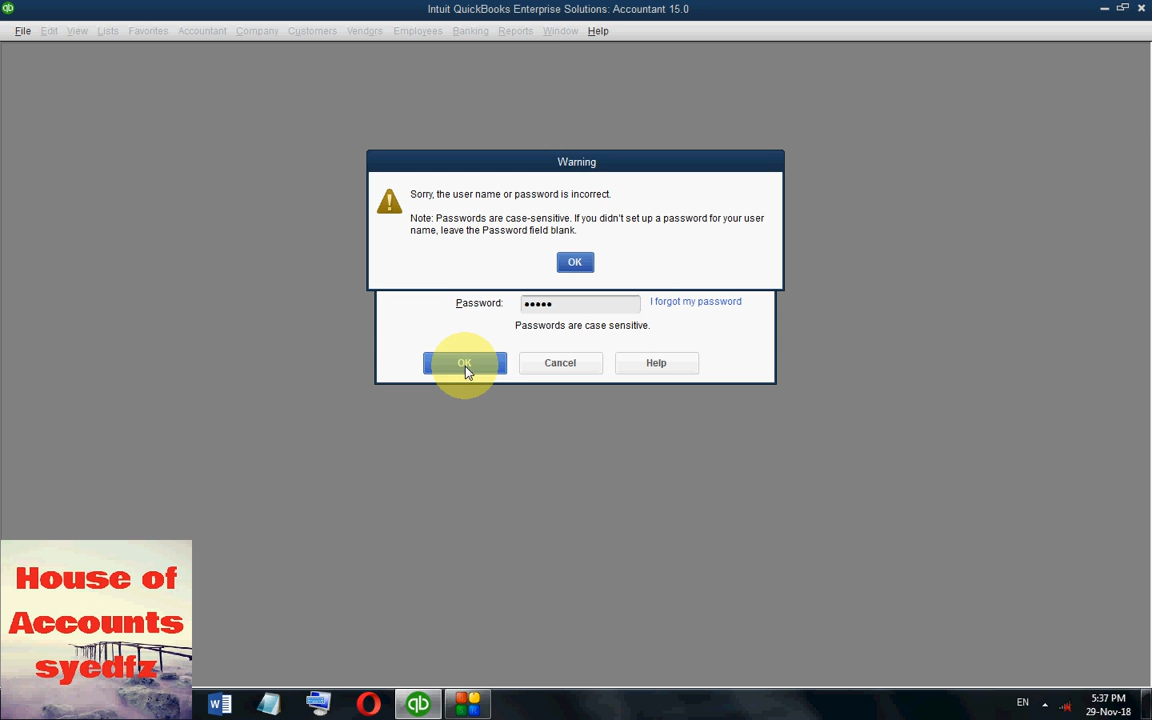 Intuit QuickBooks Enterprise Solutions: Accountant 15.0
File Edit View Lists Favorites Accountant Company Customers Vendors Employees Banking Reports Window Help
Warning
Sorry, the user name or password is incorrect.
Note: Passwords are case-sensitive. If you didn't set up a password for your user
name, leave the Password field blank.
OK
Password: I forgot my password
Passwords are case sensitive.
OK Cancel Help
House of
Accounts
syedfz
EN
5:37 PM
29-Nov-18